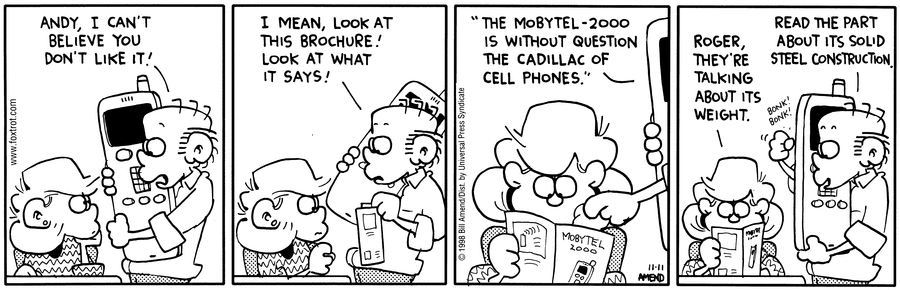 ANDY, I CAN'T
BELIEVE YOU
DON'T LIKE IT!
www.foxtrot.com
I MEAN, LOOK AT
THIS BROCHURE!
LOOK AT WHAT
IT SAYS!
"THE MOBYTEL-2000
IS WITHOUT QUESTION
THE CADILLAC OF
CELL PHONES."
MOBYTEL
2000
© 1998 Bill Amend/Dist. by Universal Press Syndicate
11-11
AMEND
ROGER,
THEY'RE
TALKING
ABOUT ITS
WEIGHT.
READ THE PART
ABOUT ITS SOLID
STEEL CONSTRUCTION.
BONK!
BONK!